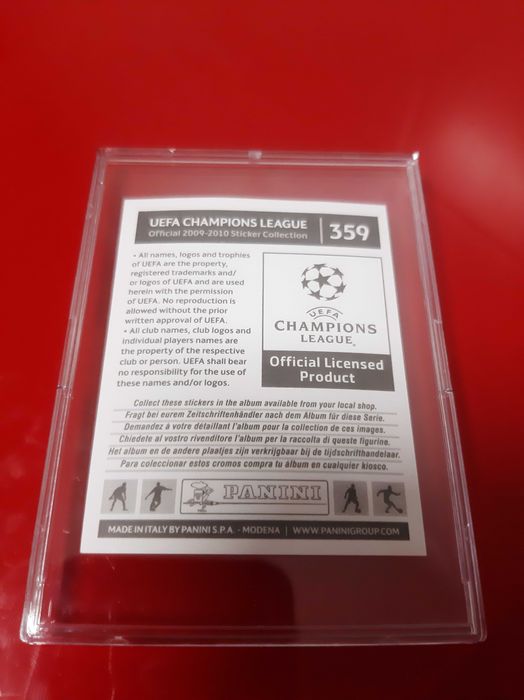 UEFA CHAMPIONS LEAGUE
Official 2009-2010 Sticker Collection
359
• All names, logos and trophies
of UEFA are the property,
registered trademarks and/
or logos of UEFA and are used
herein with the permission
of UEFA. No reproduction is
allowed without the prior
written approval of UEFA.
• All club names, club logos and
individual players names are
the property of the respective
club or person. UEFA shall bear
no responsibility for the use of
these names and/or logos.
UEFA
CHAMPIONS
LEAGUE
Official Licensed
Product
Collect these stickers in the album available from your local shop.
Fragt bei eurem Zeitschriftenhändler nach dem Album für diese Serie.
Demandez à votre détaillant l'album pour la collection de ces images.
Chiedete al vostro rivenditore l'album per la raccolta di queste figurine.
Het album en de andere plaatjes zijn verkrijgbaar bij de tijdschrifthandelaar.
Para coleccionar estos cromos compra tu álbum en cualquier kiosco.
PANINI
MADE IN ITALY BY PANINI S.P.A. - MODENA | WWW.PANINIGROUP.COM